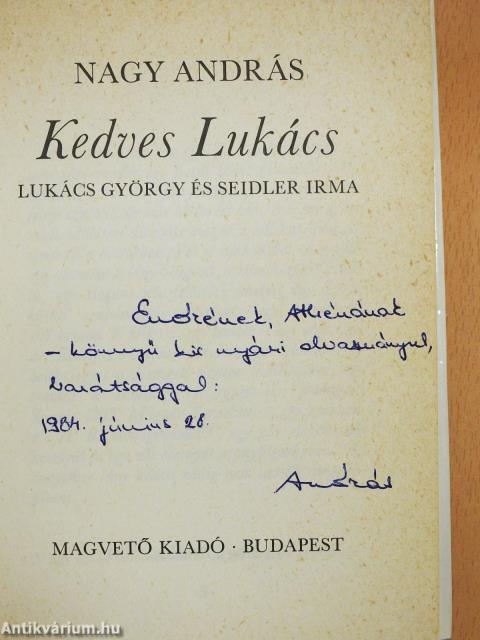 NAGY ANDRÁS
Kedves Lukács
LUKÁCS GYÖRGY ÉS SEIDLER IRMA
Endrének, Athénának
– könnyű kis nyári olvasmányul,
barátsággal:
1984. június 28.
András
MAGVETŐ KIADÓ · BUDAPEST
Antikvárium.hu